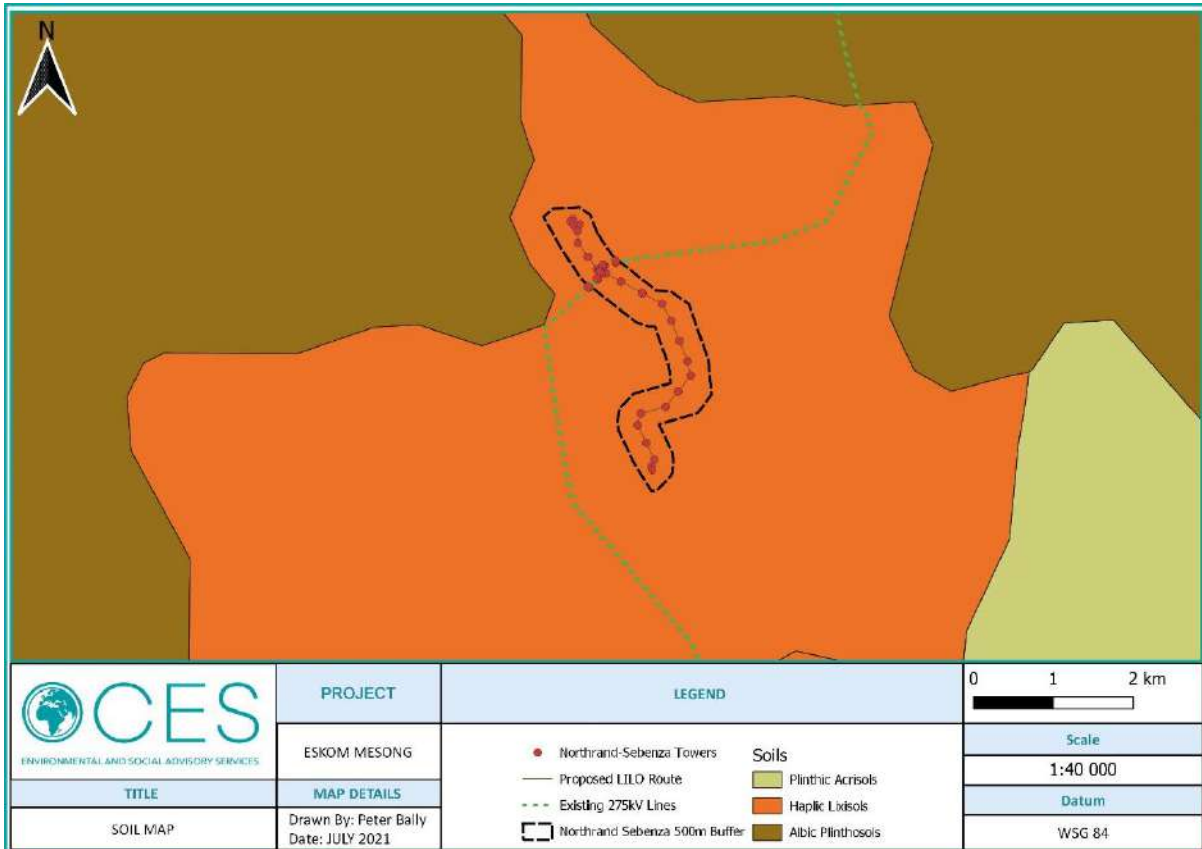 N
CES
ENVIRONMENTAL AND SOCIAL ADVISORY SERVICES
TITLE
SOIL MAP
PROJECT
ESKOM MESONG
MAP DETAILS
Drawn By: Peter Bally
Date: JULY 2021
LEGEND
Northrand-Sebenza Towers
Proposed LILO Route
Existing 275kV Lines
Northrand Sebenza 500m Buffer
Soils
Plinthic Acrisols
Haplic Lixisols
Albic Plinthosols
0 1 2 km
Scale
1:40 000
Datum
WSG 84